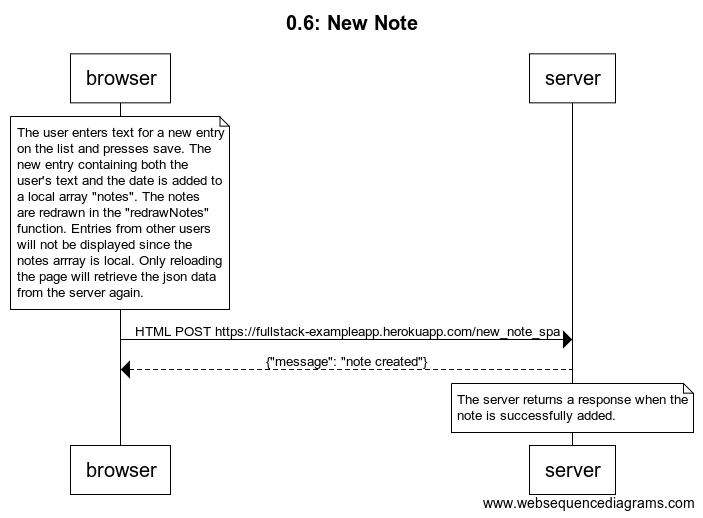 0.6: New Note
browser
server
The user enters text for a new entry
on the list and presses save. The
new entry containing both the
user's text and the date is added to
a local array "notes". The notes
are redrawn in the "redrawNotes"
function. Entries from other users
will not be displayed since the
notes arrray is local. Only reloading
the page will retrieve the json data
from the server again.
HTML POST https://fullstack-exampleapp.herokuapp.com/new_note_spa
{"message": "note created"}
The server returns a response when the
note is successfully added.
browser
server
www.websequencediagrams.com